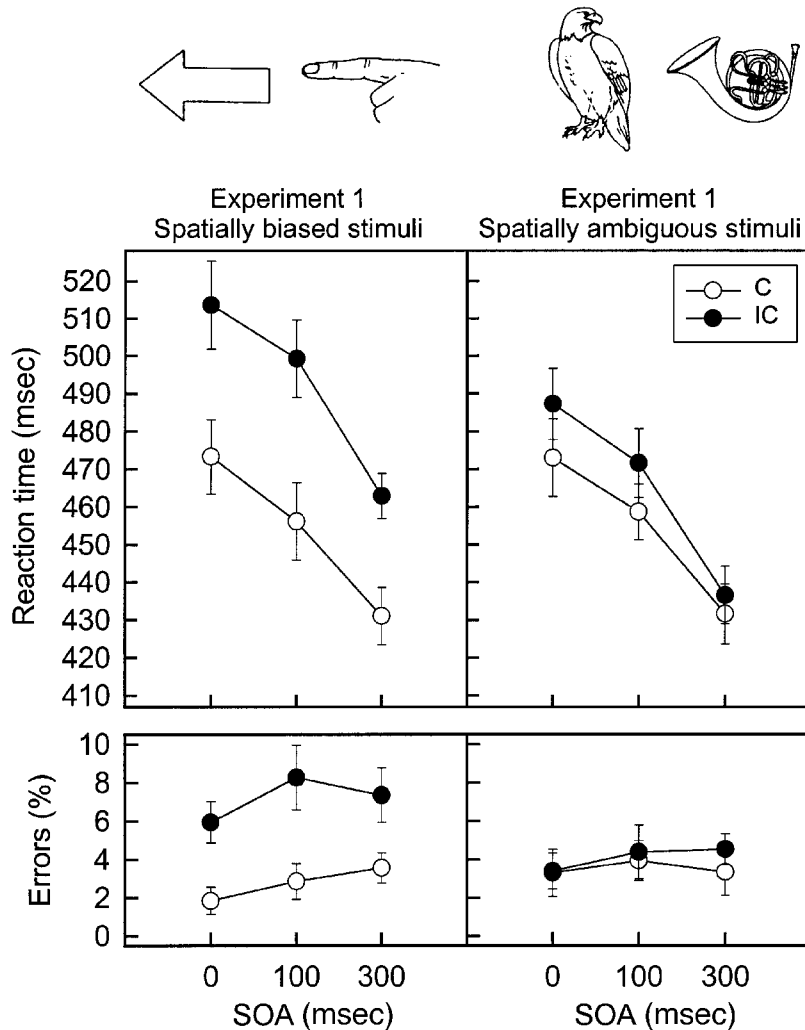 Experiment 1
Spatially biased stimuli
Experiment 1
Spatially ambiguous stimuli
C
IC
Reaction time (msec)
520
510
500
490
480
470
460
450
440
430
420
410
Errors (%)
10
8
6
4
2
0
0 100 300
SOA (msec)
0 100 300
SOA (msec)